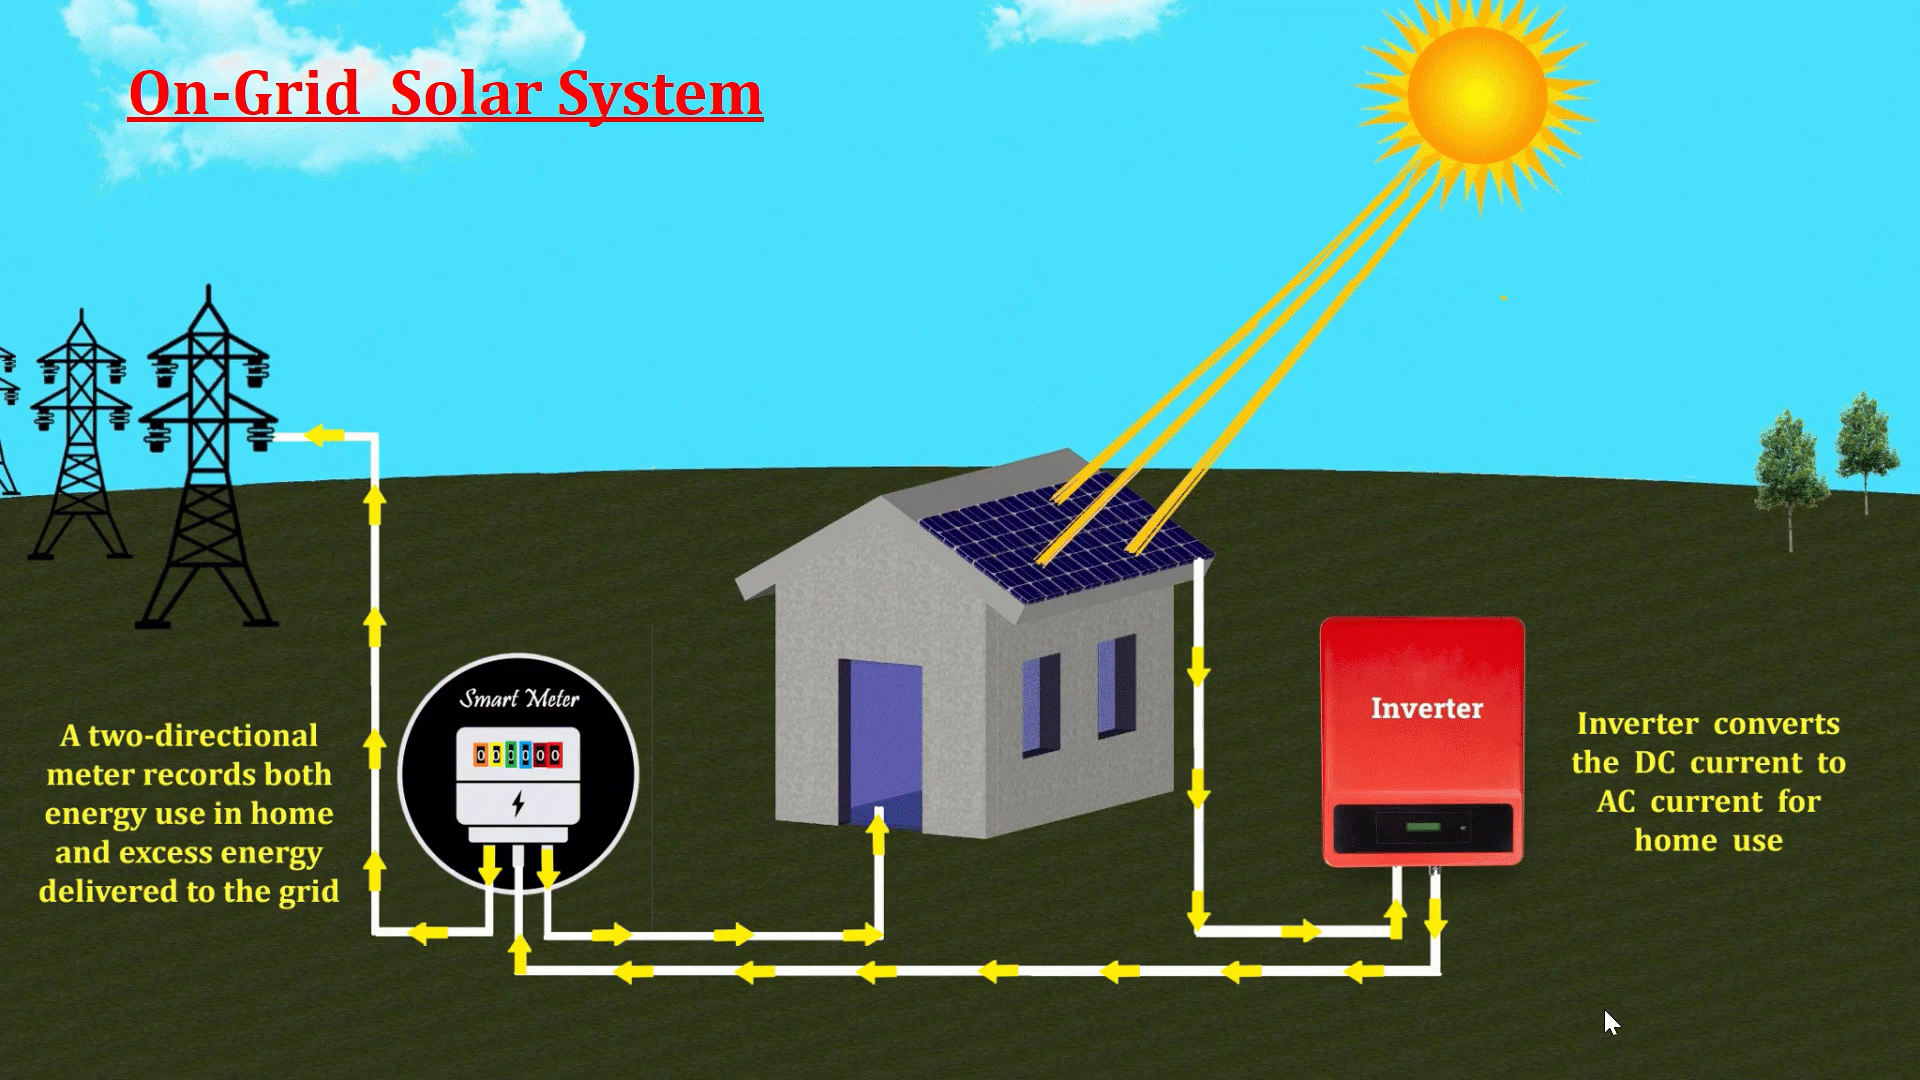 On-Grid Solar System
Smart Meter
000000
A two-directional
meter records both
energy use in home
and excess energy
delivered to the grid
Inverter
Inverter converts
the DC current to
AC current for
home use